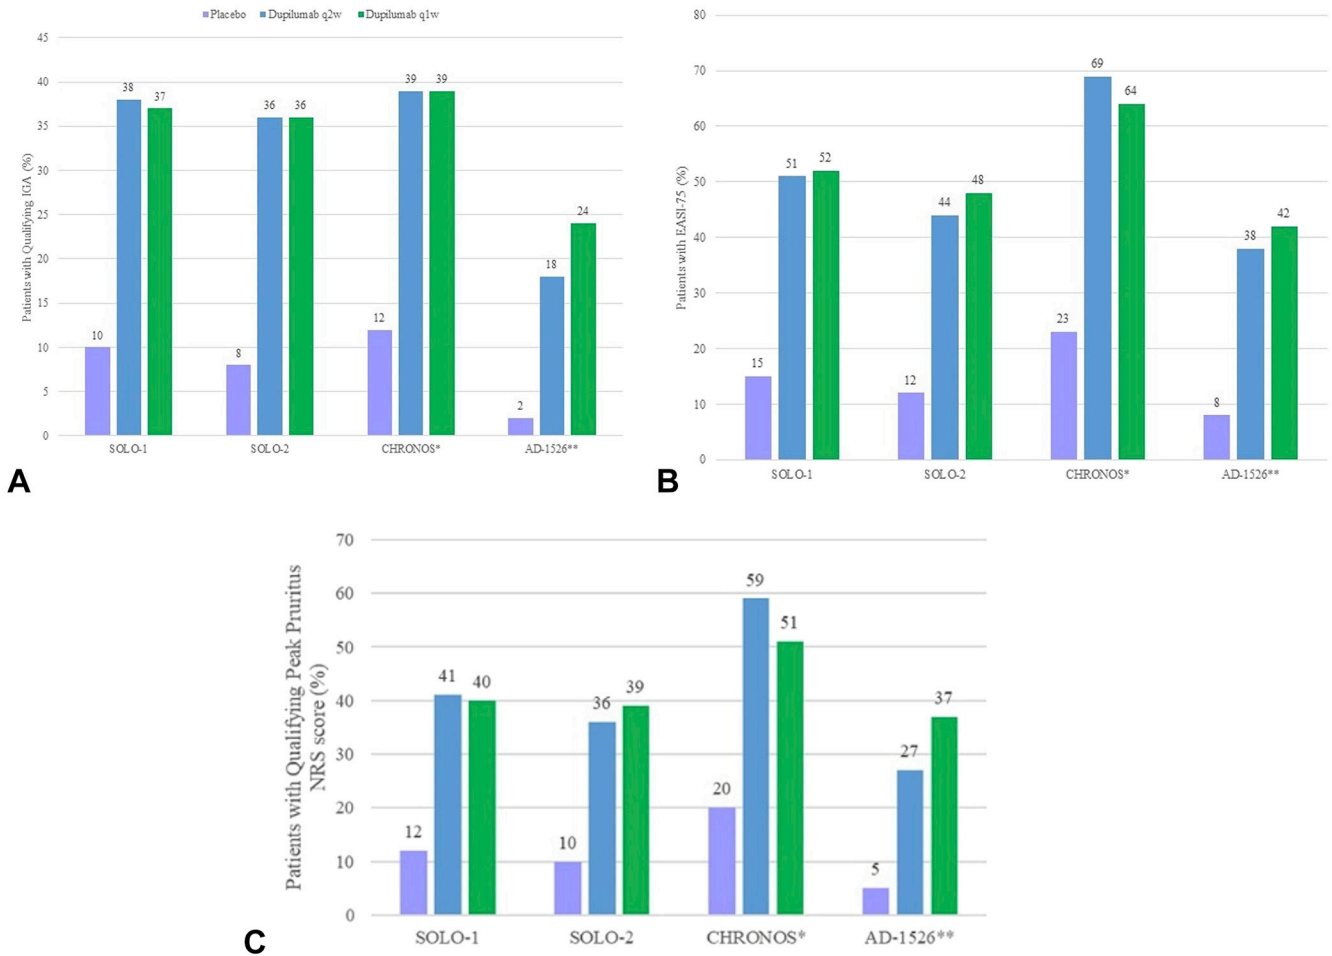 Placebo Dupilumab q2w Dupilumab q1w
Patients with Qualifying IGA (%)
45
40
35
30
25
20
15
10
5
0
10 38 37
8 36 36
12 39 39
2 18 24
SOLO-1 SOLO-2 CHRONOS* AD-1526**
A
Patients with EASI-75 (%)
80
70
60
50
40
30
20
10
0
15 51 52
12 44 48
23 69 64
8 38 42
SOLO-1 SOLO-2 CHRONOS* AD-1526**
B
Patients with Qualifying Peak Pruritus
NRS score (%)
70
60
50
40
30
20
10
0
12 41 40
10 36 39
20 59 51
5 27 37
SOLO-1 SOLO-2 CHRONOS* AD-1526**
C